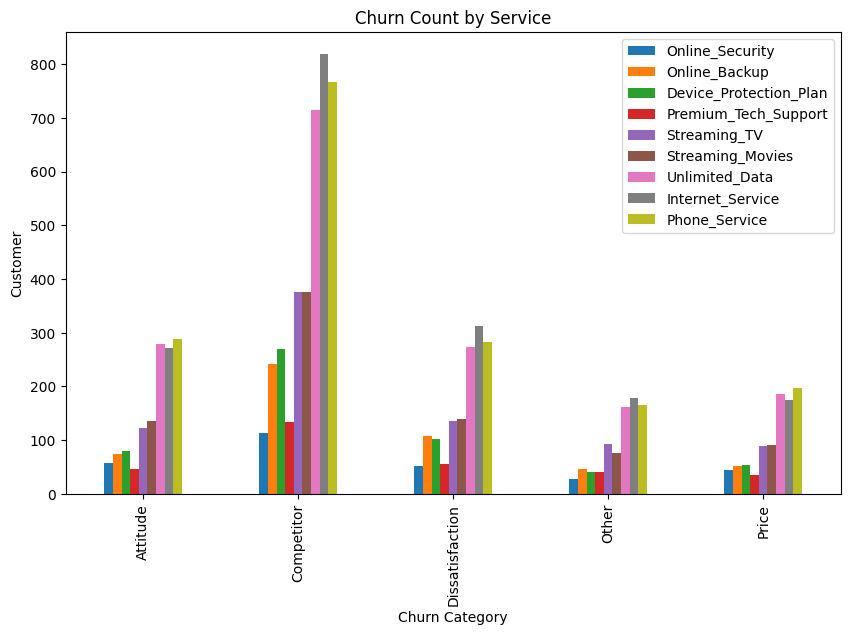 Churn Count by Service
Customer
800
700
600
500
400
300
200
100
0
Online_Security
Online_Backup
Device_Protection_Plan
Premium_Tech_Support
Streaming_TV
Streaming_Movies
Unlimited_Data
Internet_Service
Phone_Service
Attitude
Competitor
Dissatisfaction
Other
Price
Churn Category